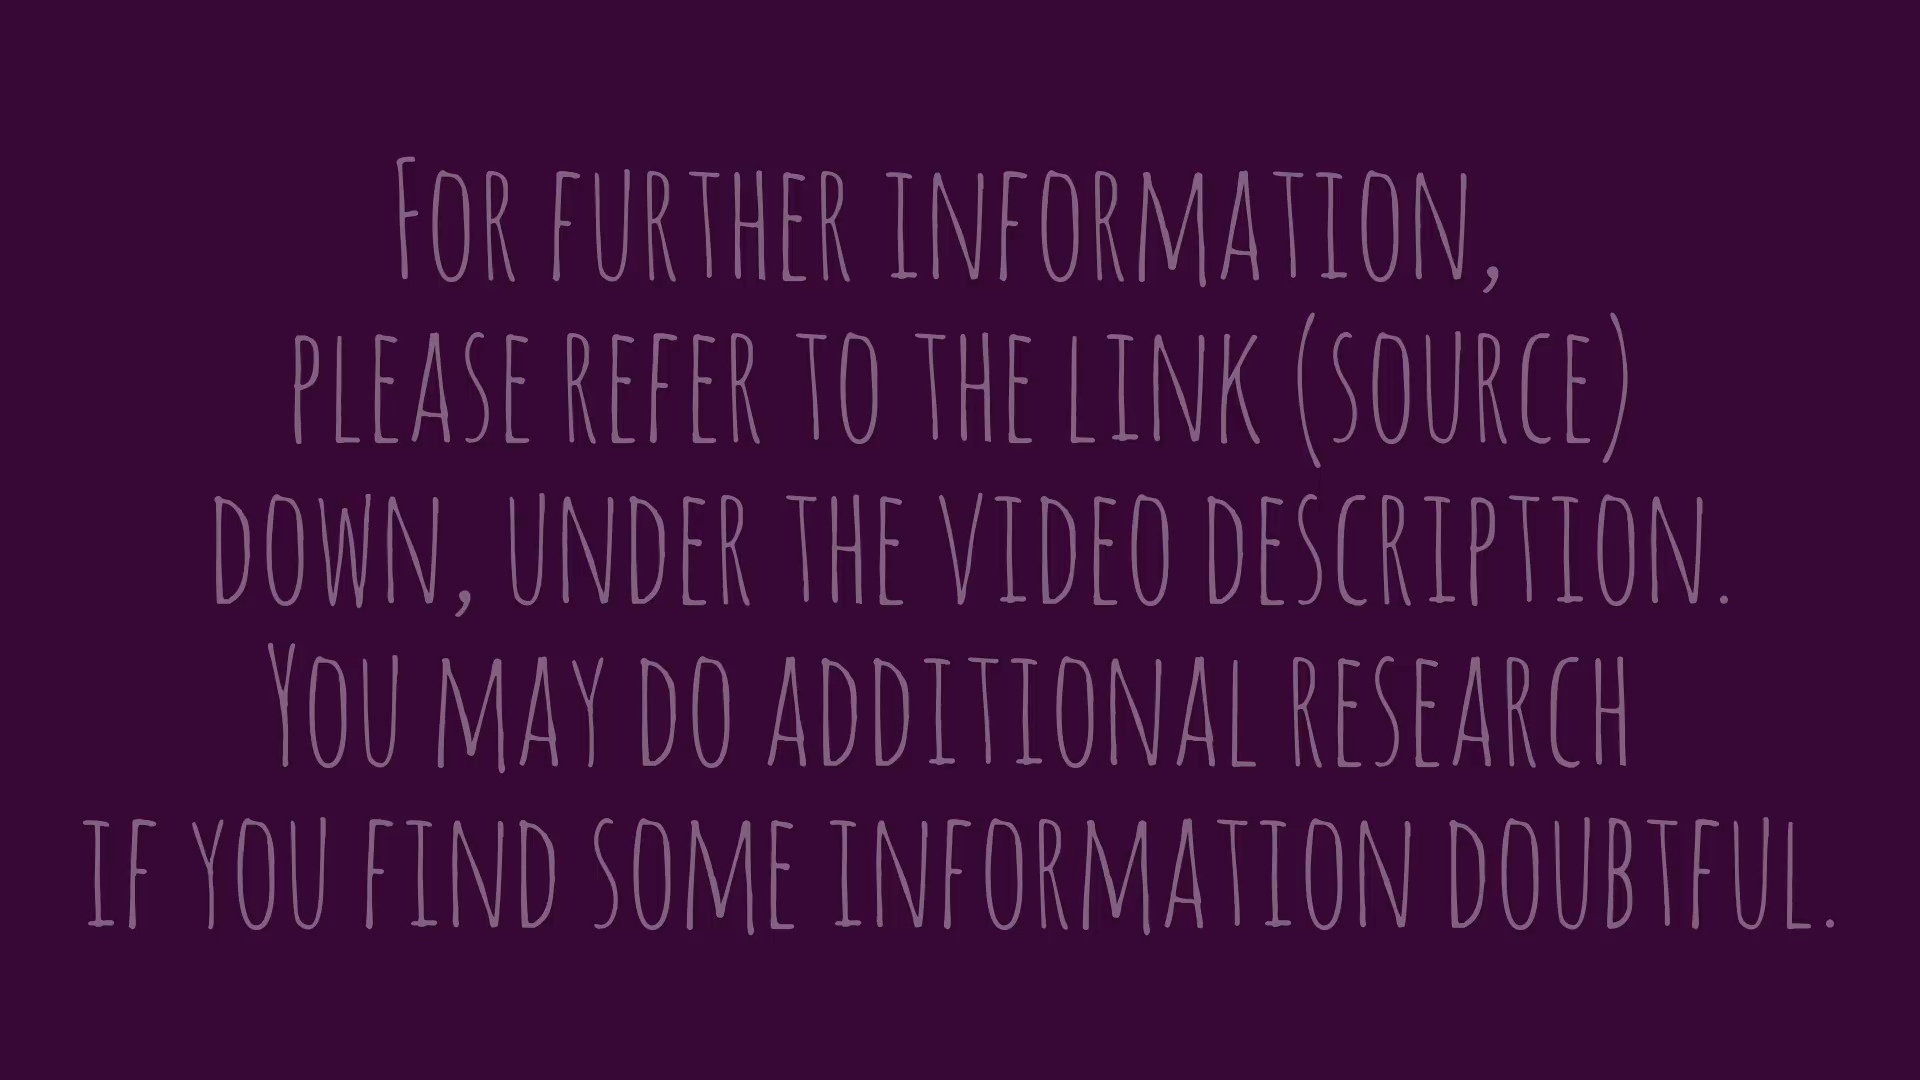 For further information,
please refer to the link (source)
down, under the video description.
You may do additional research
if you find some information doubtful.